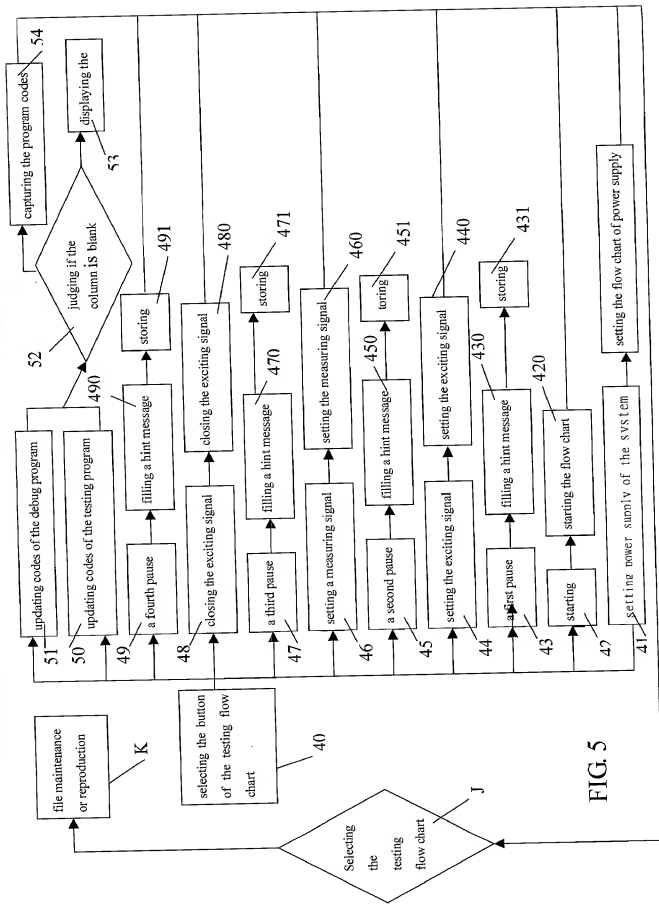 file maintenance
or reproduction
K
Selecting
the
testing
flow chart
J
selecting the button
of the testing flow
chart
40
updating codes of the debug program
51
updating codes of the testing program
50
judging if the
column is blank
52
capturing the program codes
54
displaying the
53
a fourth pause
49
filling a hint message
490
storing
491
closing the exciting signal
48
closing the exciting signal
480
a third pause
47
filling a hint message
470
storing
471
setting a measuring signal
46
setting the measuring signal
460
a second pause
45
filling a hint message
450
toring
451
setting the exciting signal
44
setting the exciting signal
440
a first pause
43
filling a hint message
430
storing
431
starting
42
starting the flow chart
420
setting power supply of the system
41
setting the flow chart of power supply
FIG. 5